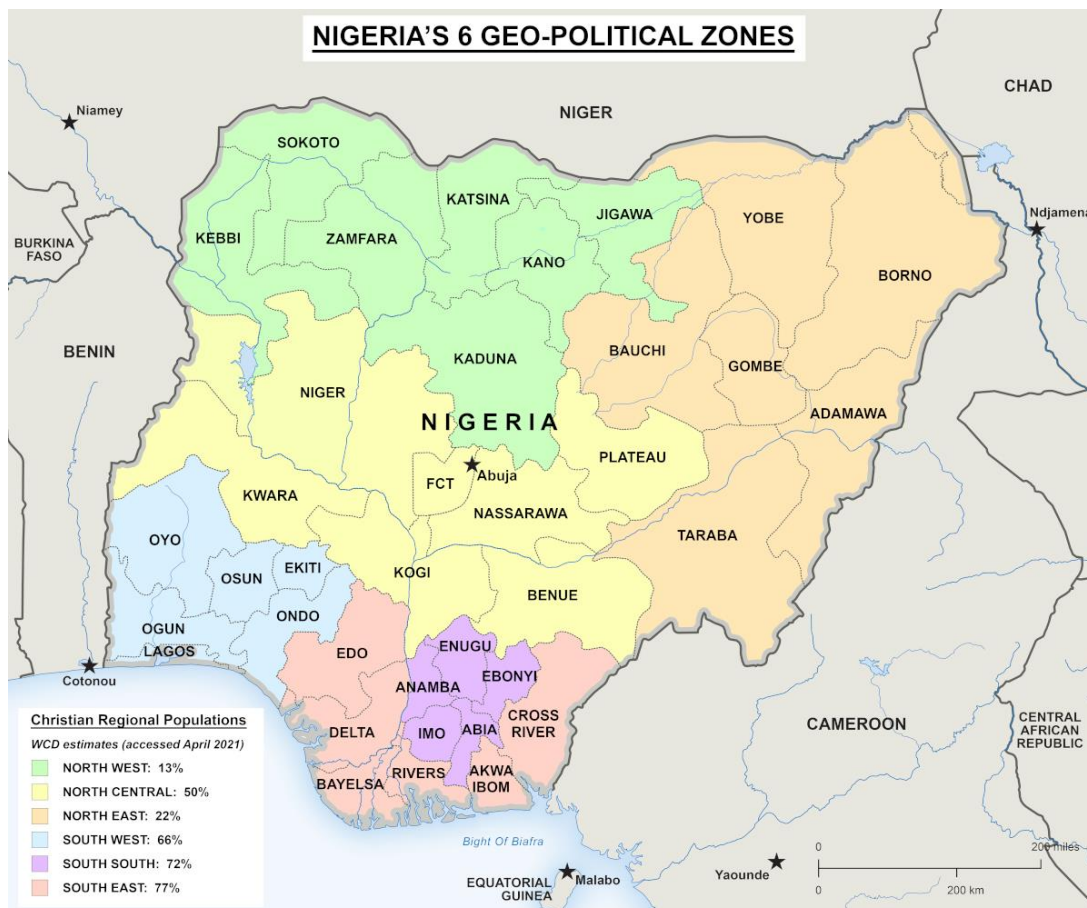 NIGERIA'S 6 GEO-POLITICAL ZONES
CHAD
Niamey
NIGER
SOKOTO
KATSINA
JIGAWA
YOBE
Ndjamena
BURKINA
FASO
KEBBI
ZAMFARA
KANO
BORNO
BENIN
KADUNA
BAUCHI
GOMBE
NIGER
ADAMAWA
NIGERIA
PLATEAU
FCT
Abuja
KWARA
NASSARAWA
OYO
TARABA
EKITI
OSUN
KOGI
BENUE
ONDO
OGUN
LAGOS
EDO
ENUGU
EBONYI
Cotonou
ANAMBA
CROSS
RIVER
DELTA
IMO
ABIA
CAMEROON
CENTRAL
AFRICAN
REPUBLIC
BAYELSA
RIVERS
AKWA
IBOM
Christian Regional Populations
WCD estimates (accessed April 2021)
NORTH WEST: 13%
NORTH CENTRAL: 50%
NORTH EAST: 22%
SOUTH WEST: 66%
SOUTH SOUTH: 72%
SOUTH EAST: 77%
Bight Of Biafra
EQUATORIAL
GUINEA
Malabo
Yaounde
0
200 miles
0
200 km